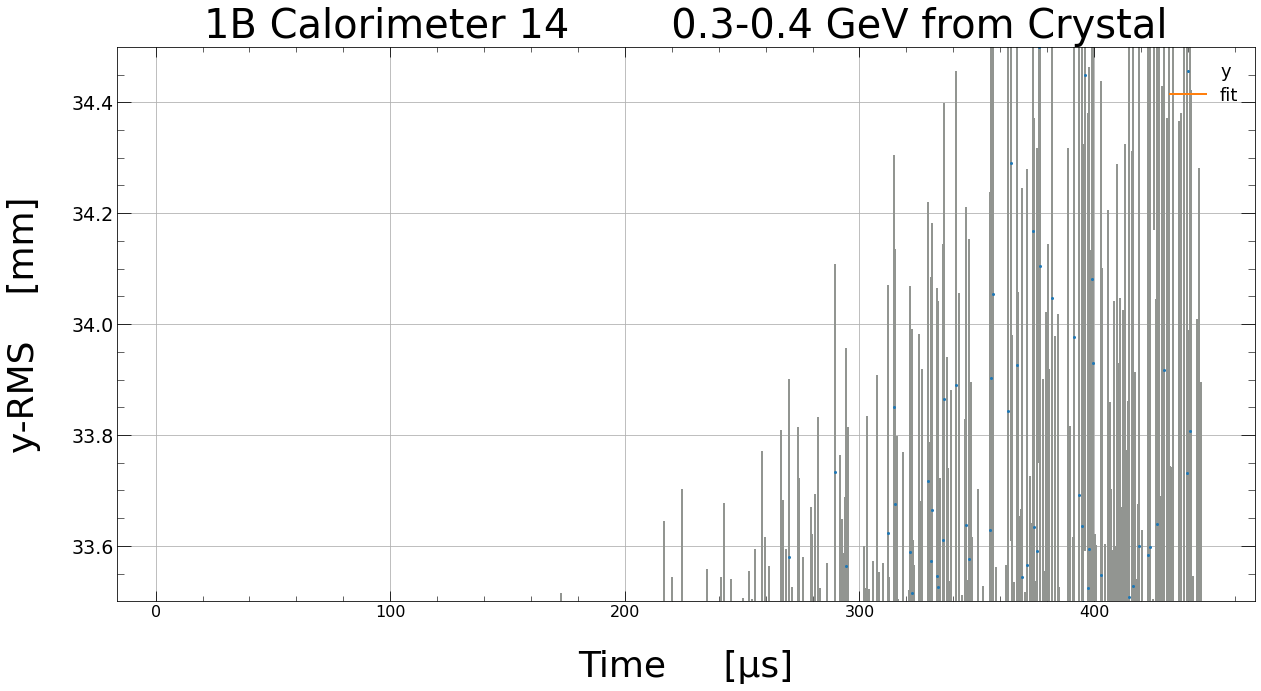 1B Calorimeter 14 0.3-0.4 GeV from Crystal
y
fit
34.4
34.2
34.0
33.8
33.6
y-RMS [mm]
0 100 200 300 400
Time [µs]